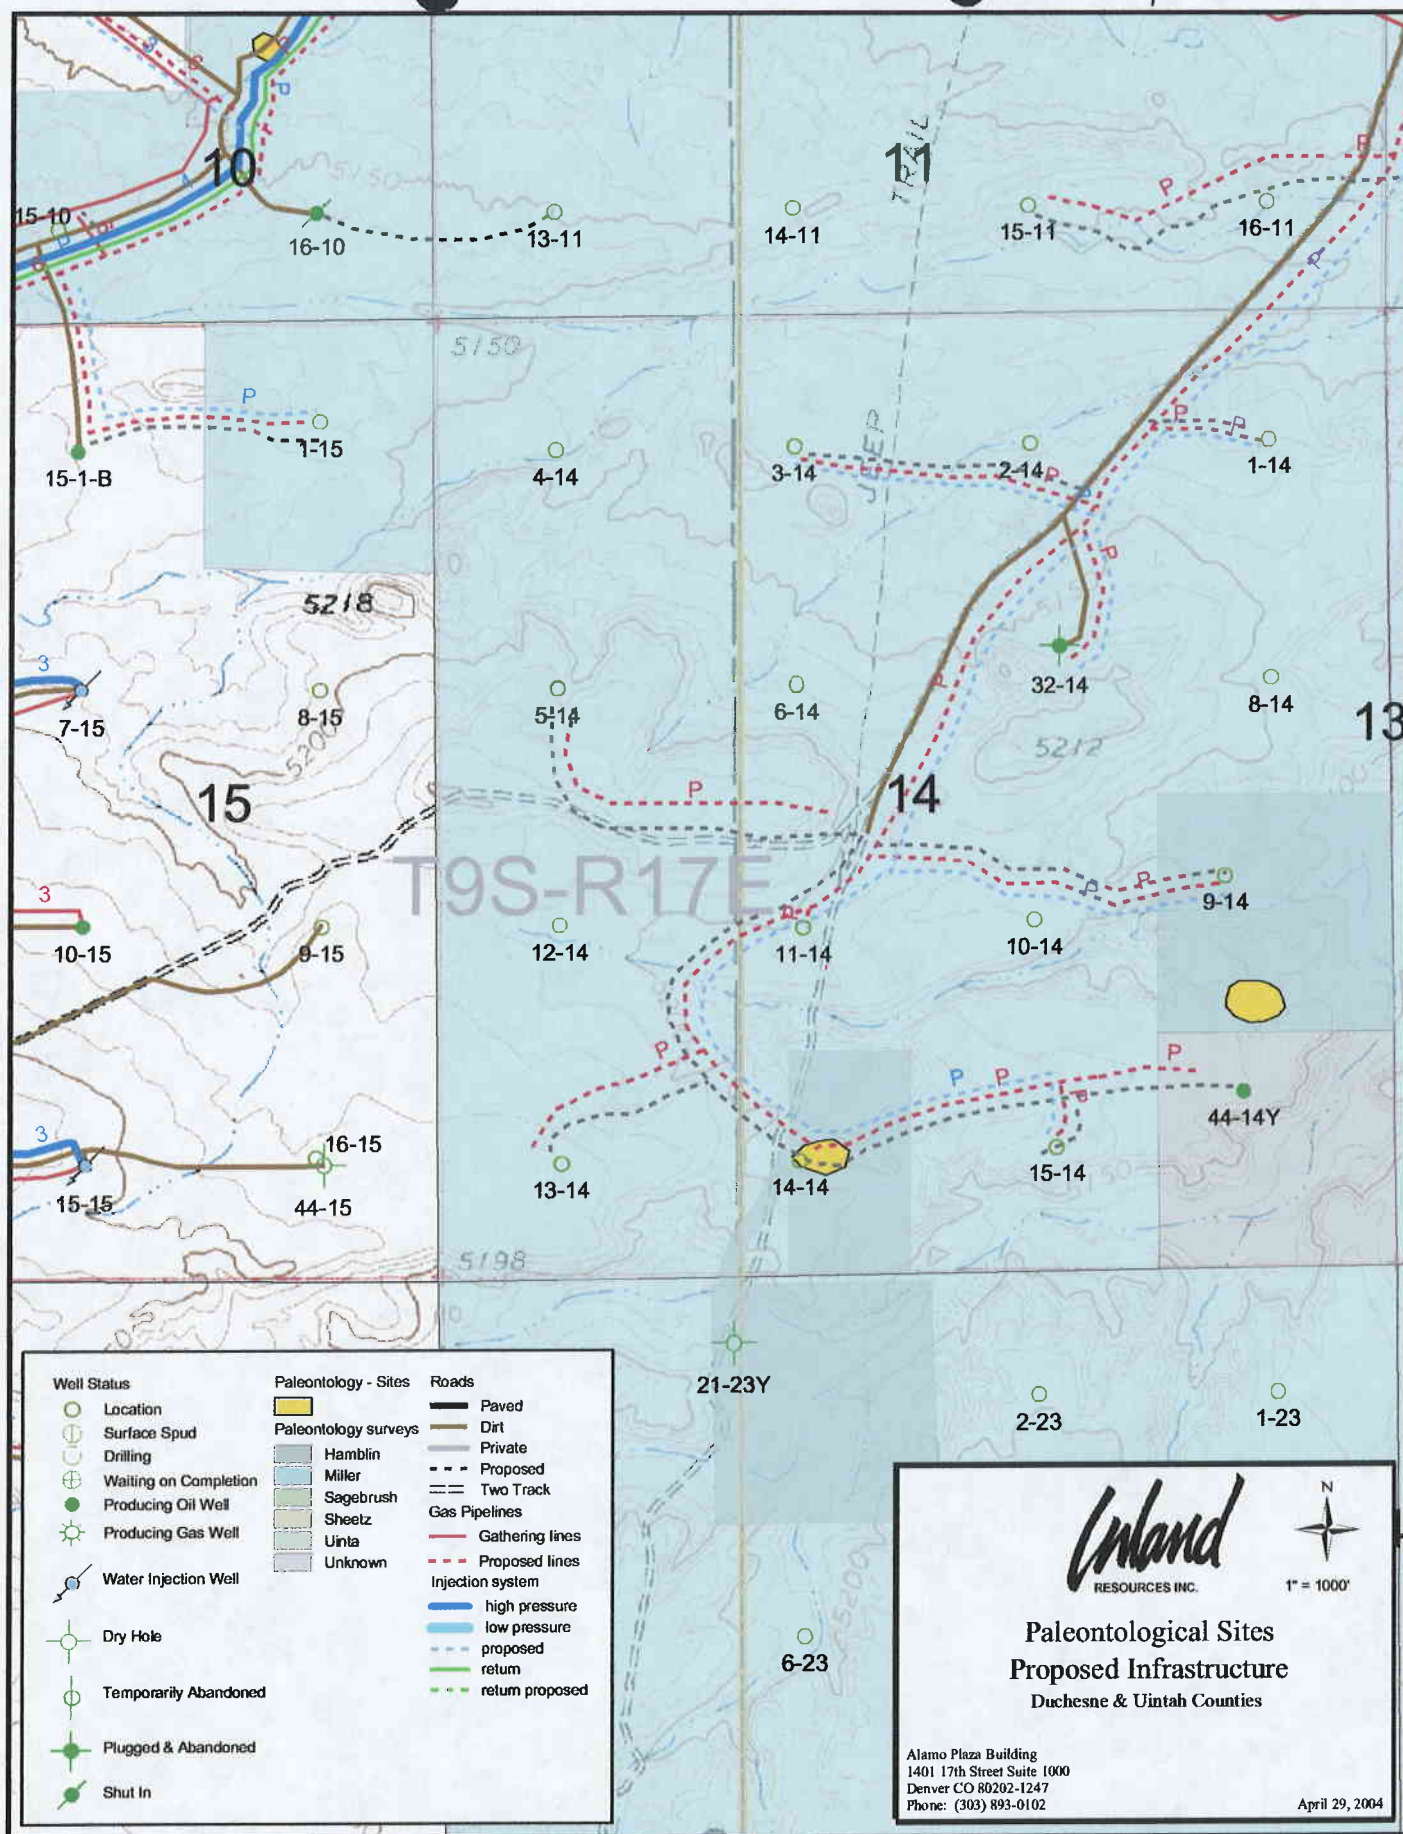 3
P
10
11
TRAIL
5150
15-10
16-10
13-11
14-11
15-11
16-11
P
P
P
5150
P
1-15
15-1-B
4-14
3-14
2-14
1-14
JEEP
P
P
P
P
5218
3
7-15
8-15
5200
5-14
6-14
32-14
8-14
5212
13
15
P
P
14
T9S-R17E
3
10-15
9-15
12-14
11-14
10-14
9-14
P
P
P
P
P
P
P
44-14Y
3
16-15
15-15
44-15
13-14
14-14
15-14
5198
21-23Y
2-23
1-23
5200
6-23
Well Status
Location
Surface Spud
Drilling
Waiting on Completion
Producing Oil Well
Producing Gas Well
Water Injection Well
Dry Hole
Temporarily Abandoned
Plugged & Abandoned
Shut In
Paleontology - Sites
Paleontology surveys
Hamblin
Miller
Sagebrush
Sheetz
Uinta
Unknown
Roads
Paved
Dirt
Private
Proposed
Two Track
Gas Pipelines
Gathering lines
Proposed lines
Injection system
high pressure
low pressure
proposed
return
return proposed
Inland
RESOURCES INC.
N
1" = 1000'
Paleontological Sites
Proposed Infrastructure
Duchesne & Uintah Counties
Alamo Plaza Building
1401 17th Street Suite 1000
Denver CO 80202-1247
Phone: (303) 893-0102
April 29, 2004